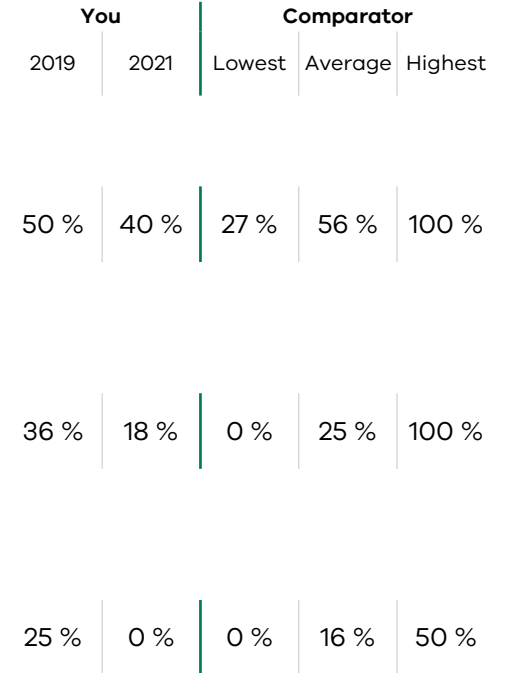 You Comparator
2019 2021 Lowest Average Highest
50 % 40 % 27 % 56 % 100 %
36 % 18 % 0 % 25 % 100 %
25 % 0 % 0 % 16 % 50 %